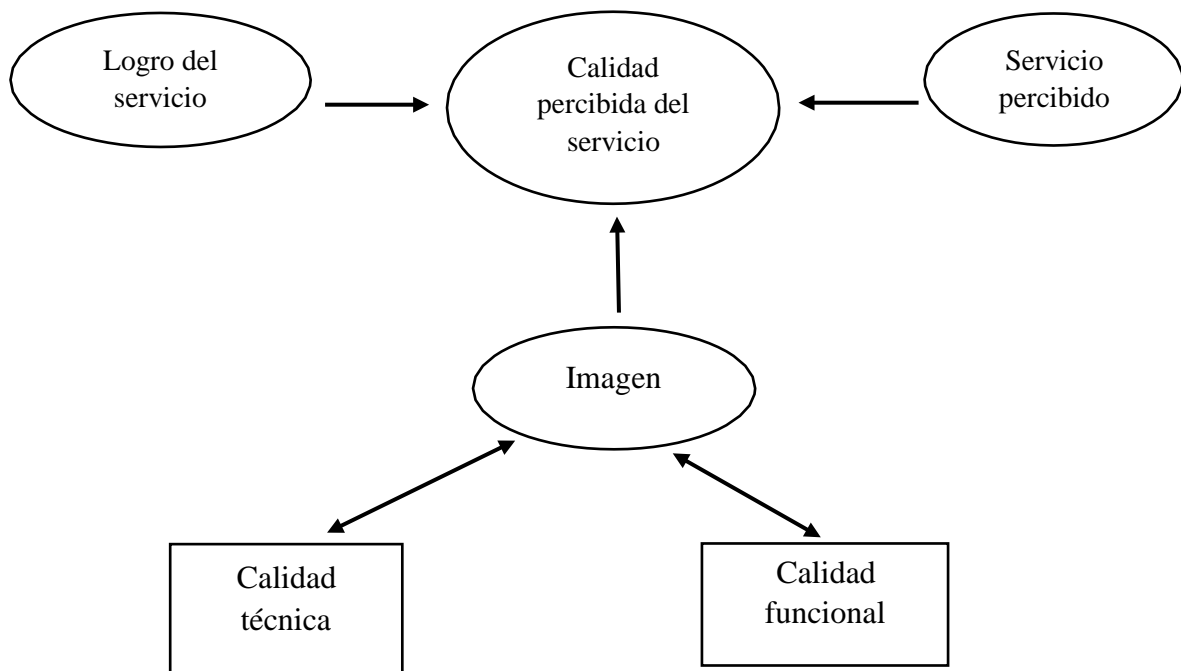 Logro del
servicio
Calidad
percibida del
servicio
Servicio
percibido
Imagen
Calidad
técnica
Calidad
funcional